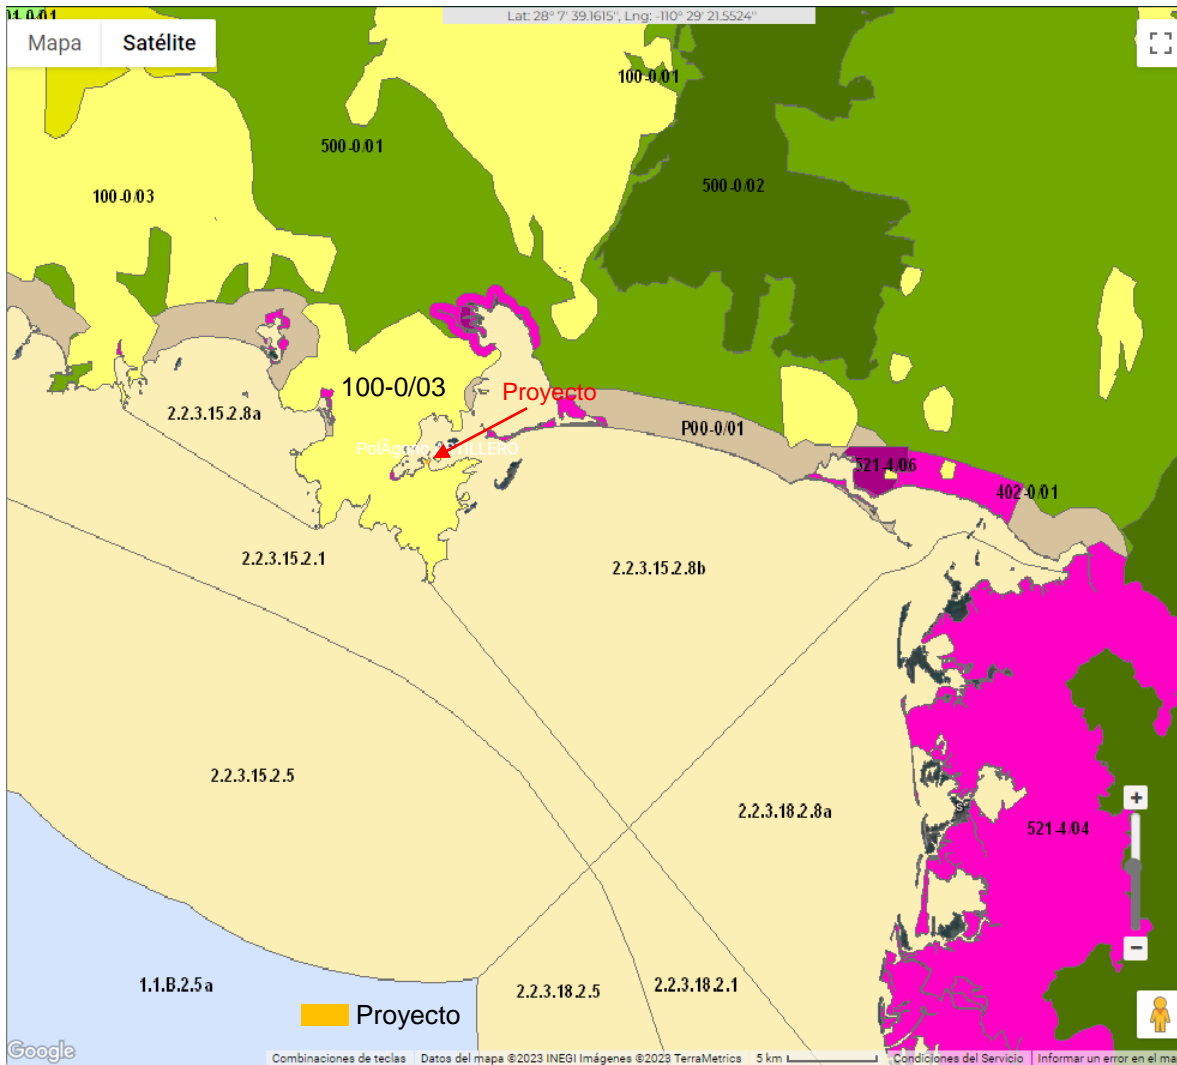 01-0/01
Lat: 28° 7' 39.1615", Lng: -110° 29' 21.5524"
Mapa
Satélite
100-0/01
500-0/01
500-0/02
100-0/03
100-0/03
Proyecto
2.2.3.15.2.8a
P00-0/01
PolÃgono ASTILLERO
521-4/06
402-0/01
2.2.3.15.2.1
2.2.3.15.2.8b
2.2.3.15.2.5
2.2.3.18.2.8a
521-4/04
1.1.B.2.5a
2.2.3.18.2.5
2.2.3.18.2.1
Proyecto
Google
Combinaciones de teclas
Datos del mapa ©2023 INEGI Imágenes ©2023 TerraMetrics
5 km
Condiciones del Servicio
Informar un error en el ma